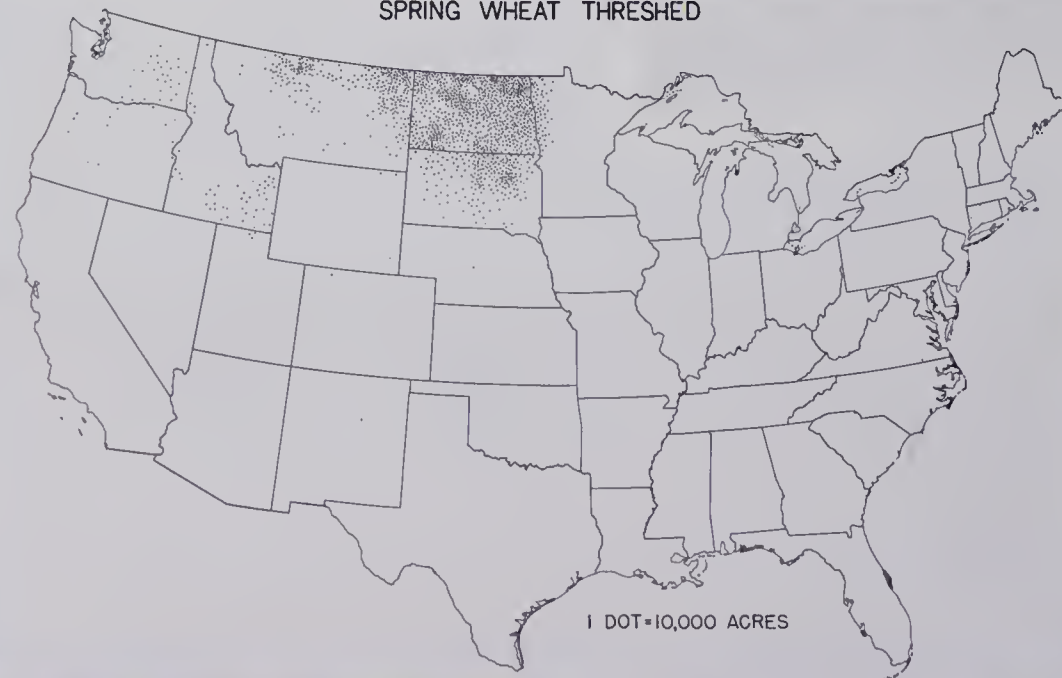 SPRING WHEAT THRESHED
1 DOT=10,000 ACRES